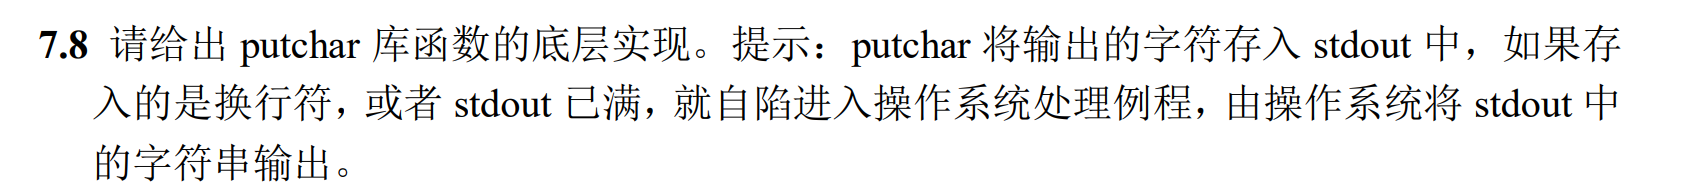 7.8 请给出 putchar 库函数的底层实现。提示：putchar 将输出的字符存入 stdout 中，如果存
入的是换行符，或者 stdout 已满，就自陷进入操作系统处理例程，由操作系统将 stdout 中
的字符串输出。